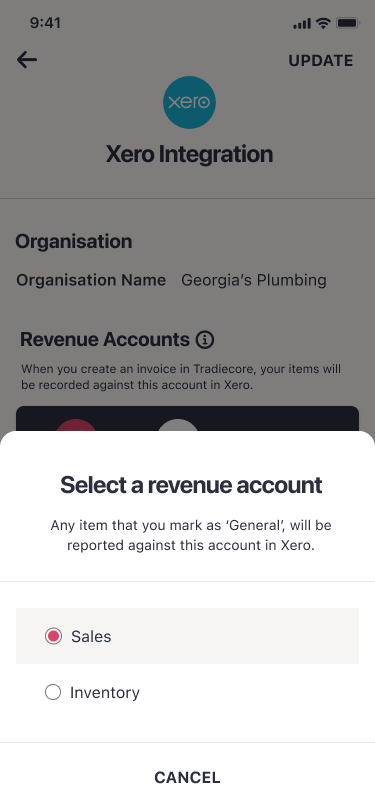 9:41
UPDATE
xero
Xero Integration
Organisation
Organisation Name Georgia’s Plumbing
Revenue Accounts
When you create an invoice in Tradiecore, your items will
be recorded against this account in Xero.
Select a revenue account
Any item that you mark as ‘General’, will be
reported against this account in Xero.
Sales
Inventory
CANCEL